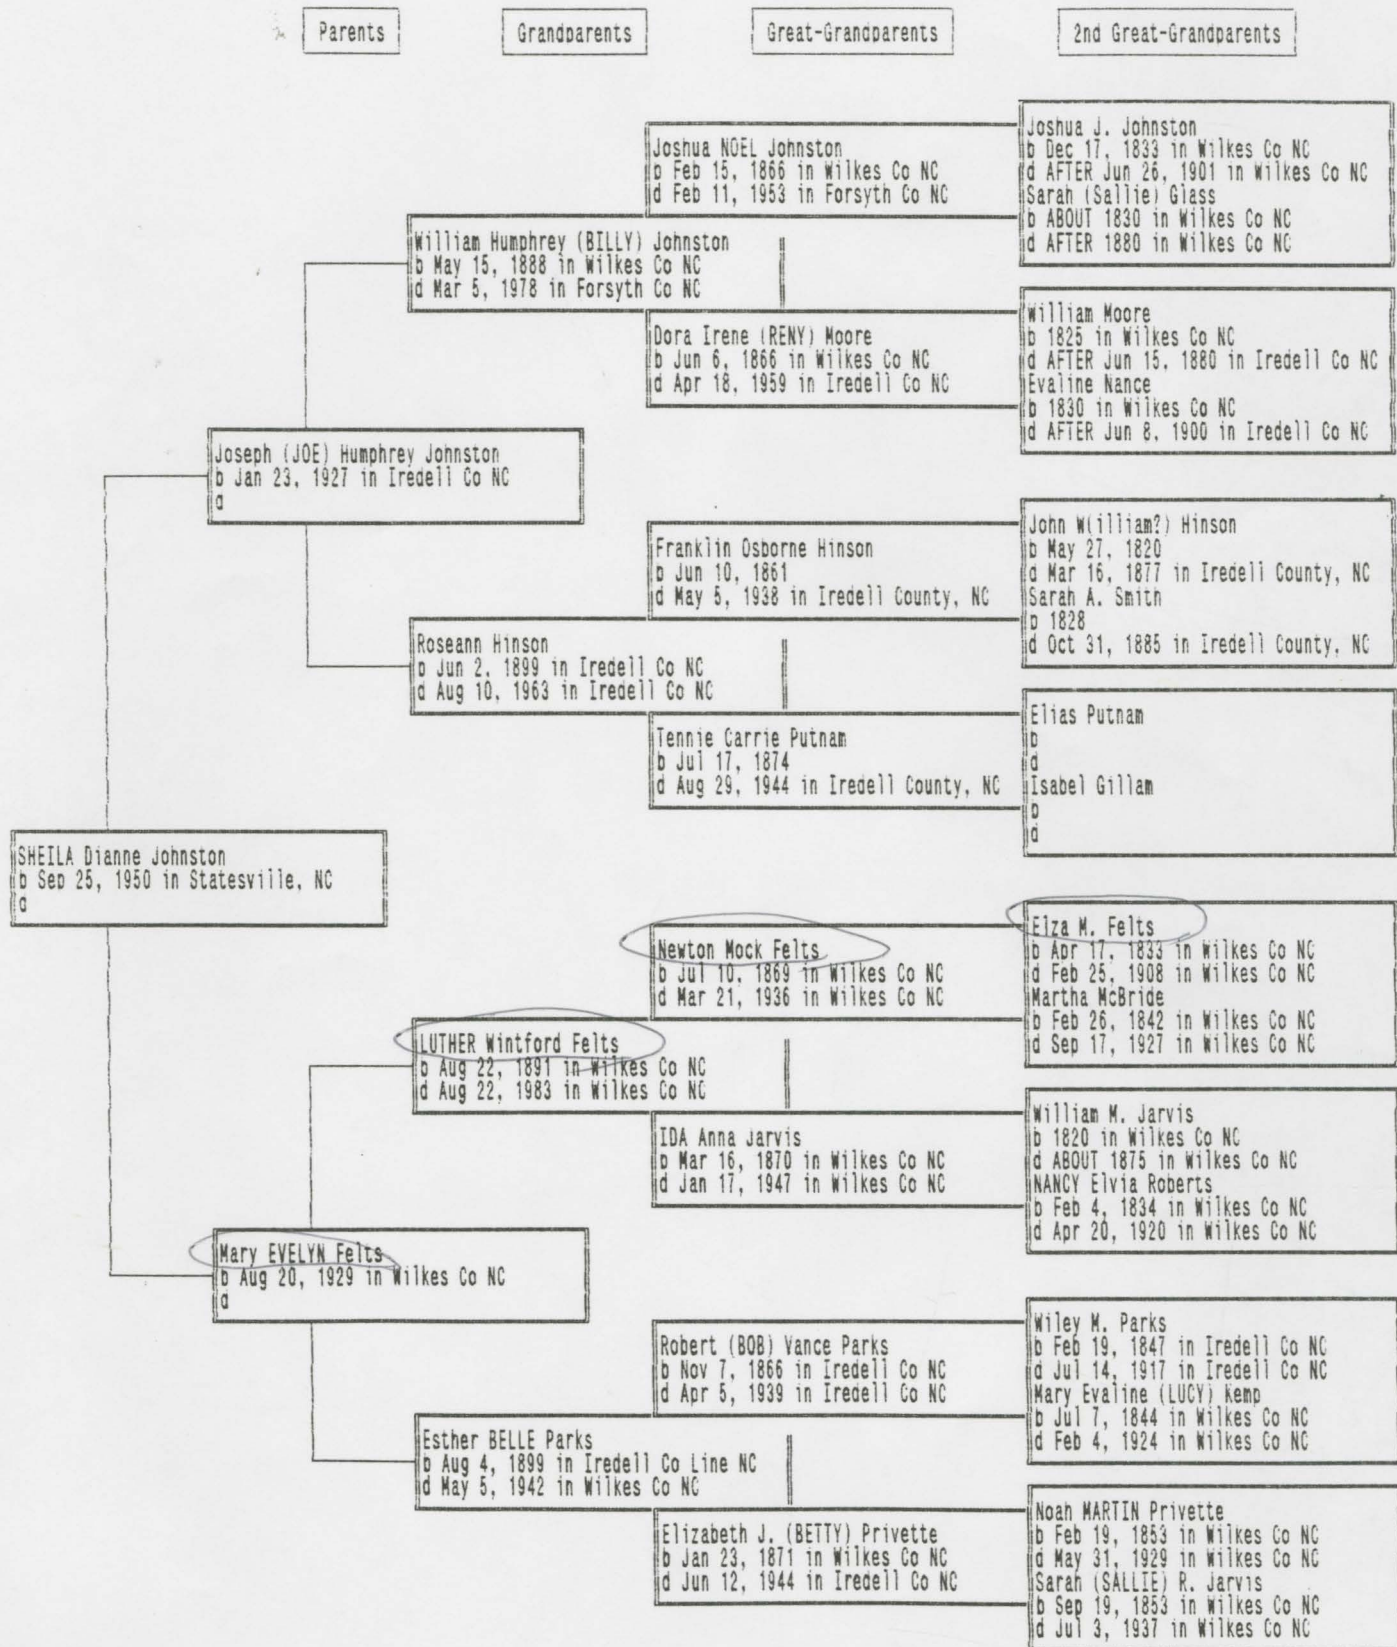 Parents
Grandparents
Great-Grandparents
2nd Great-Grandparents
Joshua J. Johnston
b Dec 17, 1833 in Wilkes Co NC
d AFTER Jun 26, 1901 in Wilkes Co NC
Sarah (Sallie) Glass
b ABOUT 1830 in Wilkes Co NC
d AFTER 1880 in Wilkes Co NC
Joshua NOEL Johnston
b Feb 15, 1866 in Wilkes Co NC
d Feb 11, 1953 in Forsyth Co NC
William Humphrey (BILLY) Johnston
b May 15, 1888 in Wilkes Co NC
d Mar 5, 1978 in Forsyth Co NC
William Moore
b 1825 in Wilkes Co NC
d AFTER Jun 15, 1880 in Iredell Co NC
Evaline Nance
b 1830 in Wilkes Co NC
d AFTER Jun 8, 1900 in Iredell Co NC
Dora Irene (RENY) Moore
b Jun 6, 1866 in Wilkes Co NC
d Apr 18, 1959 in Iredell Co NC
Joseph (JOE) Humphrey Johnston
b Jan 23, 1927 in Iredell Co NC
d
John W(illiam?) Hinson
b May 27, 1820
d Mar 16, 1877 in Iredell County, NC
Sarah A. Smith
b 1828
d Oct 31, 1885 in Iredell County, NC
Franklin Osborne Hinson
b Jun 10, 1861
d May 5, 1938 in Iredell County, NC
Roseann Hinson
b Jun 2, 1899 in Iredell Co NC
d Aug 10, 1963 in Iredell Co NC
Elias Putnam
b
d
Isabel Gillam
b
d
Tennie Carrie Putnam
b Jul 17, 1874
d Aug 29, 1944 in Iredell County, NC
SHEILA Dianne Johnston
b Sep 25, 1950 in Statesville, NC
d
Elza M. Felts
b Apr 17, 1833 in Wilkes Co NC
d Feb 25, 1908 in Wilkes Co NC
Martha McBride
b Feb 26, 1842 in Wilkes Co NC
d Sep 17, 1927 in Wilkes Co NC
Newton Mock Felts
b Jul 10, 1869 in Wilkes Co NC
d Mar 21, 1936 in Wilkes Co NC
LUTHER Wintford Felts
b Aug 22, 1891 in Wilkes Co NC
d Aug 22, 1983 in Wilkes Co NC
William M. Jarvis
b 1820 in Wilkes Co NC
d ABOUT 1875 in Wilkes Co NC
NANCY Elvia Roberts
b Feb 4, 1834 in Wilkes Co NC
d Apr 20, 1920 in Wilkes Co NC
IDA Anna Jarvis
b Mar 16, 1870 in Wilkes Co NC
d Jan 17, 1947 in Wilkes Co NC
Mary EVELYN Felts
b Aug 20, 1929 in Wilkes Co NC
d
Wiley M. Parks
b Feb 19, 1847 in Iredell Co NC
d Jul 14, 1917 in Iredell Co NC
Mary Evaline (LUCY) Kemp
b Jul 7, 1844 in Wilkes Co NC
d Feb 4, 1924 in Wilkes Co NC
Robert (BOB) Vance Parks
b Nov 7, 1866 in Iredell Co NC
d Apr 5, 1939 in Iredell Co NC
Esther BELLE Parks
b Aug 4, 1899 in Iredell Co Line NC
d May 5, 1942 in Wilkes Co NC
Noah MARTIN Privette
b Feb 19, 1853 in Wilkes Co NC
d May 31, 1929 in Wilkes Co NC
Sarah (SALLIE) R. Jarvis
b Sep 19, 1853 in Wilkes Co NC
d Jul 3, 1937 in Wilkes Co NC
Elizabeth J. (BETTY) Privette
b Jan 23, 1871 in Wilkes Co NC
d Jun 12, 1944 in Iredell Co NC